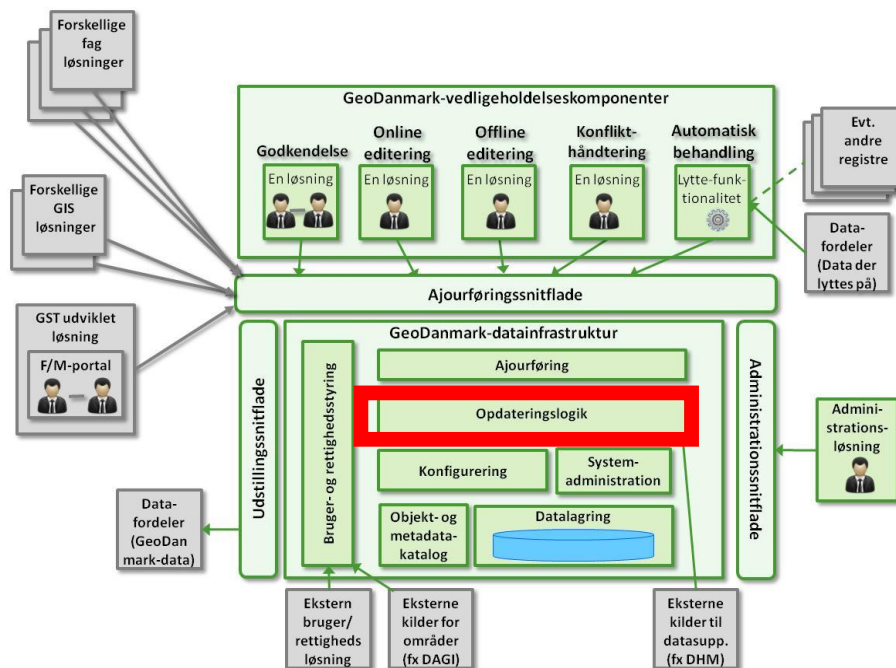 Forskellige
fag
løsninger
GeoDanmark-vedligeholdelseskomponenter
Godkendelse
En løsning
Online
editering
En løsning
Offline
editering
En løsning
Konflikt-
håndtering
En løsning
Automatisk
behandling
Lytte-funk-
tionalitet
Evt.
andre
registre
Forskellige
GIS
løsninger
Data-
fordeler
(Data der
lyttes på)
Ajourføringssnitflade
GST udviklet
løsning
F/M-portal
Udstillingssnitflade
GeoDanmark-datainfrastruktur
Bruger- og rettighedsstyring
Ajourføring
Opdateringslogik
Konfigurering
System-
administration
Objekt- og
metadata-
katalog
Datalagring
Administrationssnitflade
Admini-
strations-
løsning
Data-
fordeler
(GeoDan
mark-data)
Ekstern
bruger/
rettigheds
løsning
Eksterne
kilder for
områder
(fx DAGI)
Eksterne
kilder til
datasupp.
(fx DHM)